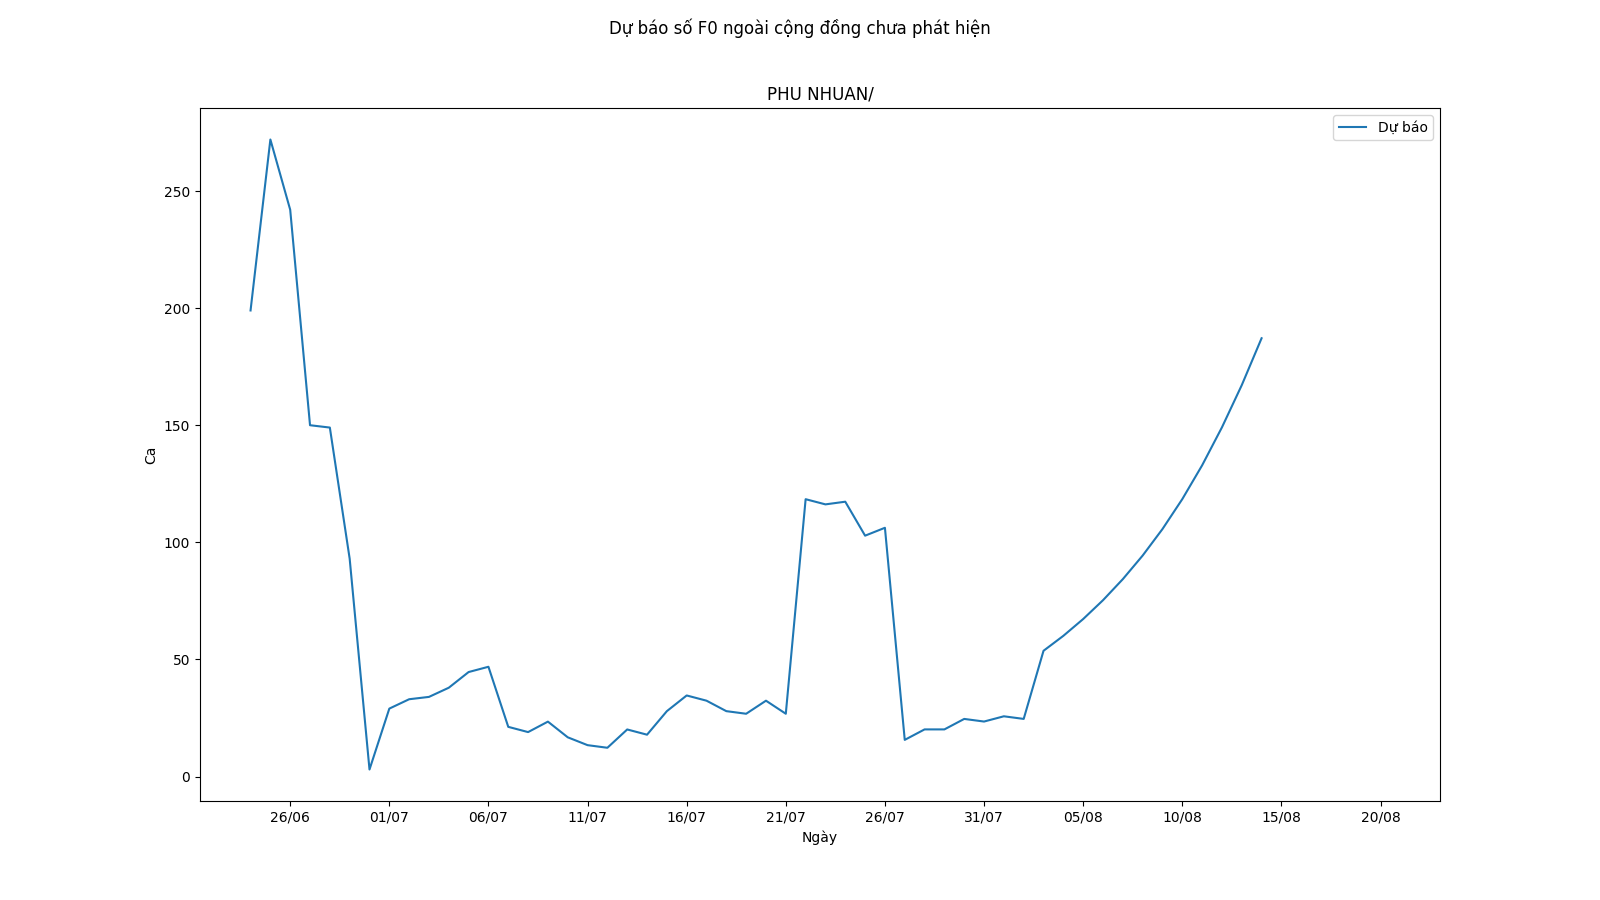 Dự báo số F0 ngoài cộng đồng chưa phát hiện
PHU NHUAN/
Dự báo
250
200
150
100
50
0
Ca
26/06 01/07 06/07 11/07 16/07 21/07 26/07 31/07 05/08 10/08 15/08 20/08
Ngày